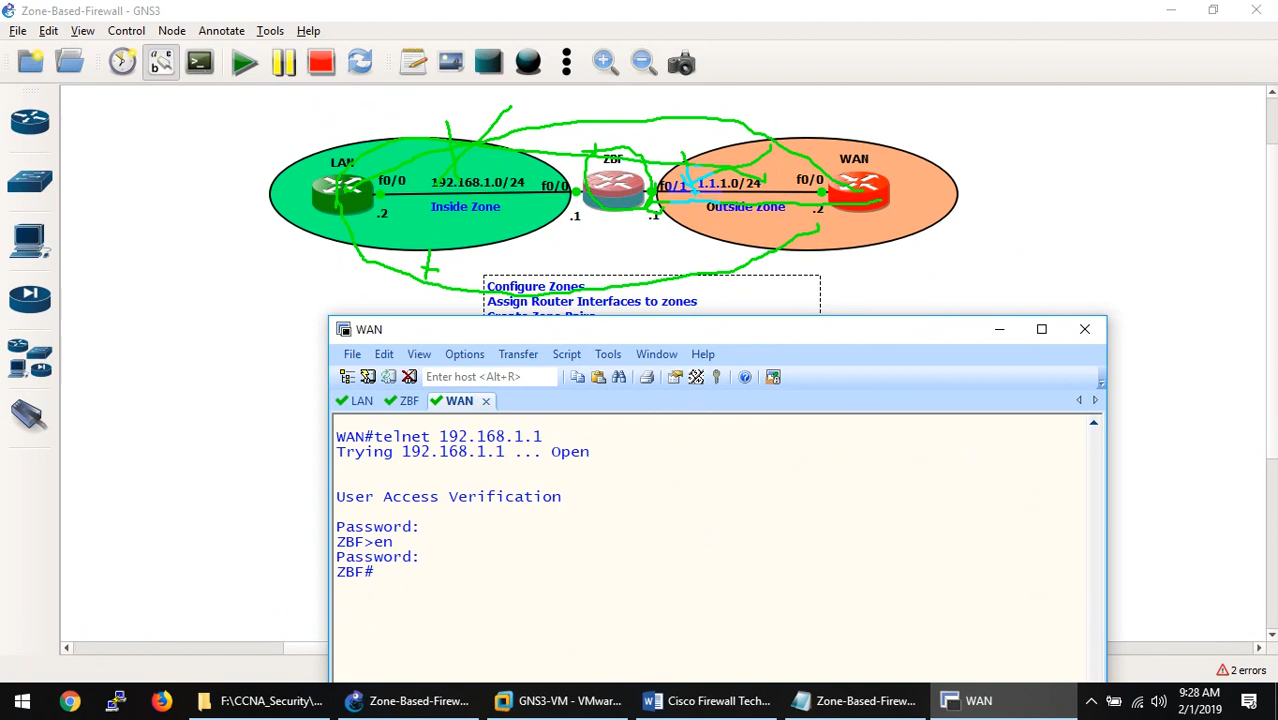 Zone-Based-Firewall - GNS3
File Edit View Control Node Annotate Tools Help
LAN
ZBF
WAN
f0/0
192.168.1.0/24
f0/0
f0/1
1.1.1.0/24
f0/0
Inside Zone
Outside Zone
.2
.1
.1
.2
Configure Zones
Assign Router Interfaces to zones
Create Zone Pairs
WAN
File Edit View Options Transfer Script Tools Window Help
Enter host <Alt+R>
LAN ZBF WAN
WAN#telnet 192.168.1.1
Trying 192.168.1.1 ... Open
User Access Verification
Password:
ZBF>en
Password:
ZBF#
2 errors
F:\CCNA_Security\... Zone-Based-Firew... GNS3-VM - VMwar... Cisco Firewall Tech... Zone-Based-Firew... WAN
9:28 AM
2/1/2019